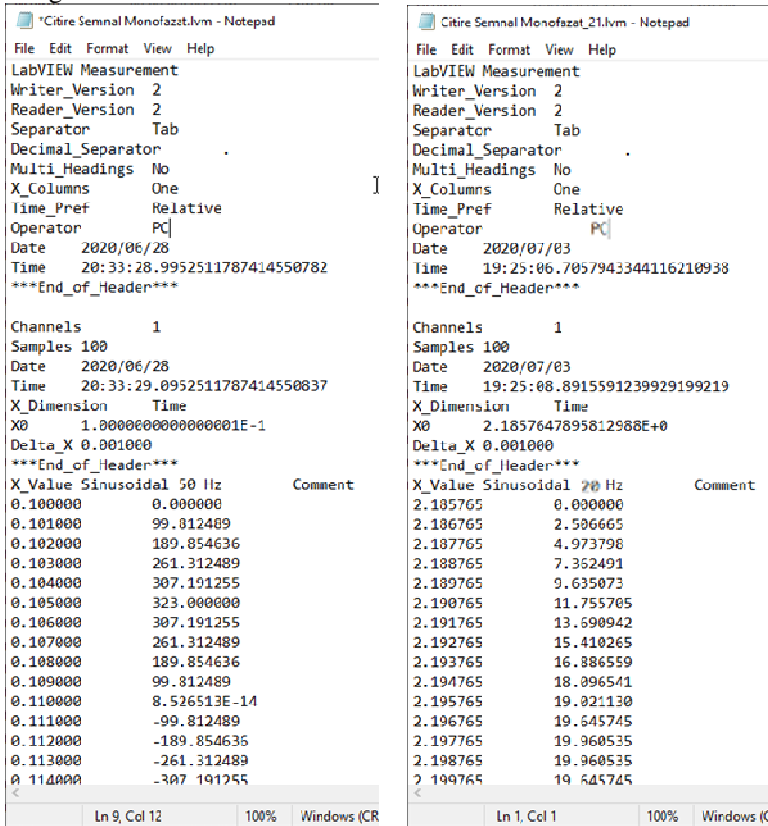 *Citire Semnal Monofazat.lvm - Notepad
File Edit Format View Help
LabVIEW Measurement
Writer_Version 2
Reader_Version 2
Separator Tab
Decimal_Separator .
Multi_Headings No
X_Columns One
Time_Pref Relative
Operator PC
Date 2020/06/28
Time 20:33:28.9952511787414550782
***End_of_Header***
Channels 1
Samples 100
Date 2020/06/28
Time 20:33:29.0952511787414550837
X_Dimension Time
X0 1.0000000000000001E-1
Delta_X 0.001000
***End_of_Header***
X_Value Sinusoidal 50 Hz Comment
0.100000 0.000000
0.101000 99.812489
0.102000 189.854636
0.103000 261.312489
0.104000 307.191255
0.105000 323.000000
0.106000 307.191255
0.107000 261.312489
0.108000 189.854636
0.109000 99.812489
0.110000 8.526513E-14
0.111000 -99.812489
0.112000 -189.854636
0.113000 -261.312489
0.114000 -307.191255
Ln 9, Col 12 100% Windows (CR
Citire Semnal Monofazat_21.lvm - Notepad
File Edit Format View Help
LabVIEW Measurement
Writer_Version 2
Reader_Version 2
Separator Tab
Decimal_Separator .
Multi_Headings No
X_Columns One
Time_Pref Relative
Operator PC
Date 2020/07/03
Time 19:25:06.7057943344116210938
***End_of_Header***
Channels 1
Samples 100
Date 2020/07/03
Time 19:25:08.8915591239929199219
X_Dimension Time
X0 2.1857647895812988E+0
Delta_X 0.001000
***End_of_Header***
X_Value Sinusoidal 20 Hz Comment
2.185765 0.000000
2.186765 2.506665
2.187765 4.973798
2.188765 7.362491
2.189765 9.635073
2.190765 11.755705
2.191765 13.690942
2.192765 15.410265
2.193765 16.886559
2.194765 18.096541
2.195765 19.021130
2.196765 19.645745
2.197765 19.960535
2.198765 19.960535
2.199765 19.645745
Ln 1, Col 1 100% Windows (C